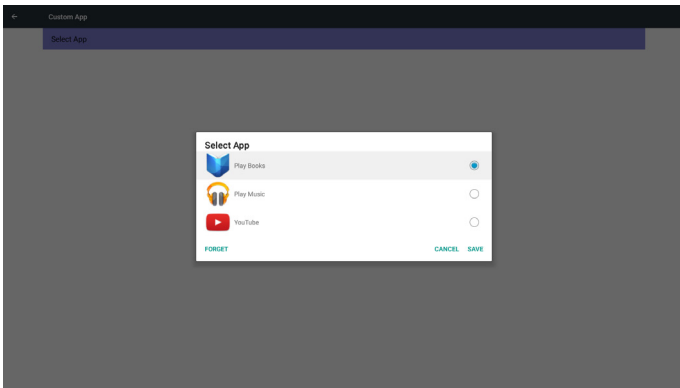 Custom App
Select App
Select App
Play Books
Play Music
YouTube
FORGET CANCEL SAVE